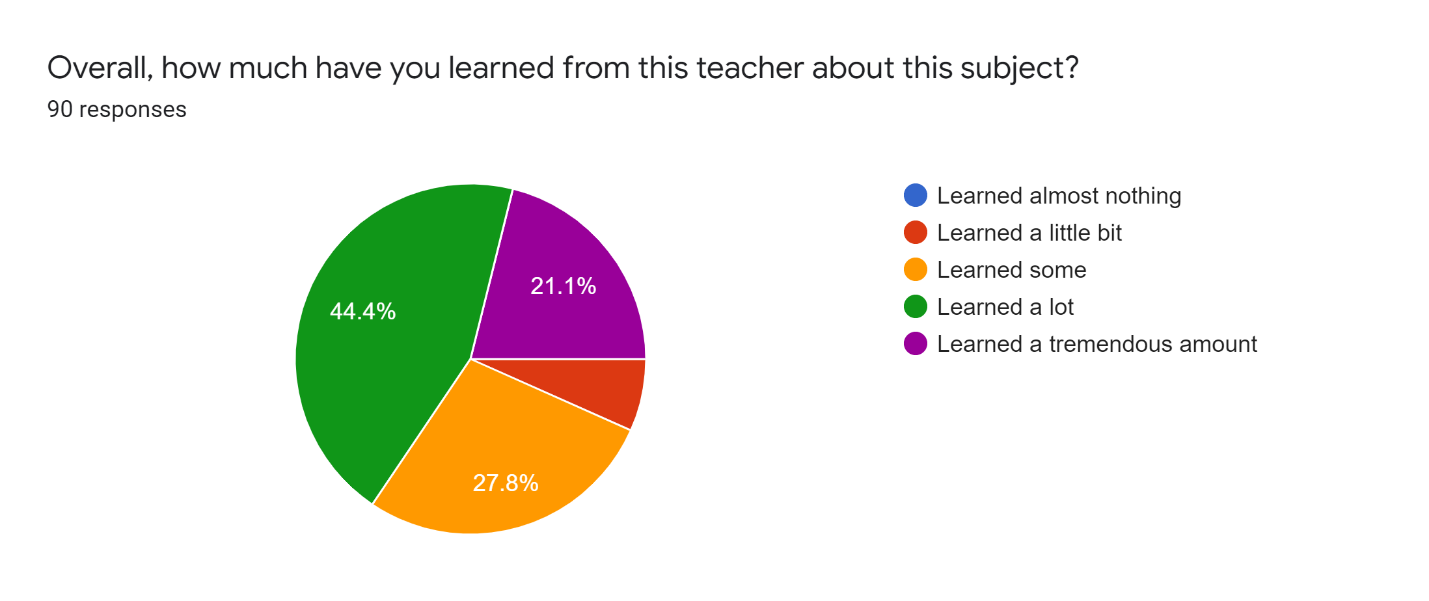 Overall, how much have you learned from this teacher about this subject?
90 responses
44.4%
21.1%
27.8%
Learned almost nothing
Learned a little bit
Learned some
Learned a lot
Learned a tremendous amount